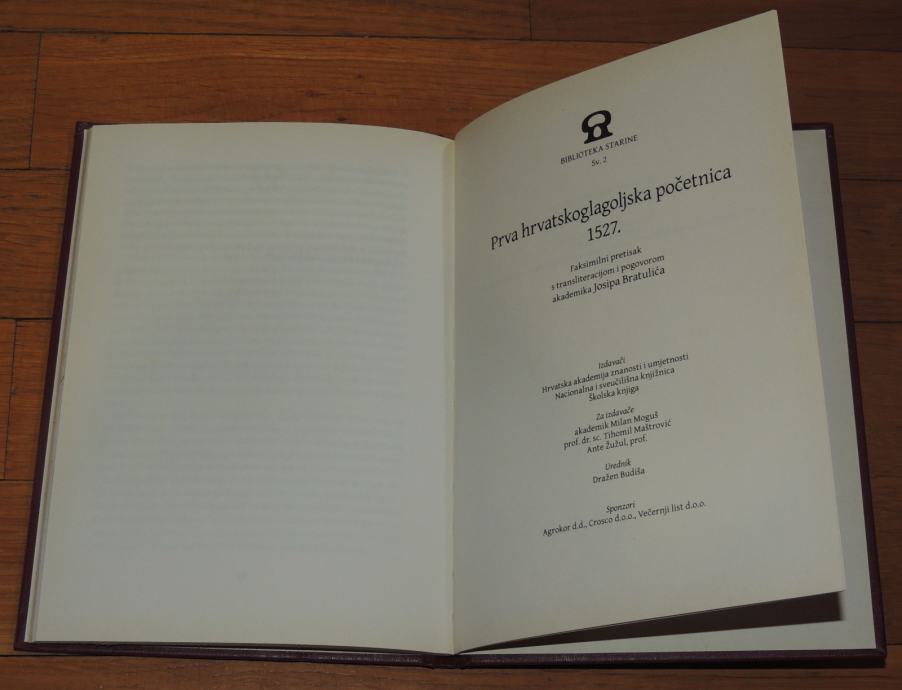 BIBLIOTEKA STARINE
Sv. 2
Prva hrvatskoglagoljska početnica
1527.
Faksimilni pretisak
s transliteracijom i pogovorom
akademika Josipa Bratulića
Izdavači
Hrvatska akademija znanosti i umjetnosti
Nacionalna i sveučilišna knjižnica
Školska knjiga
Za izdavače
akademik Milan Moguš
prof. dr. sc. Tihomil Maštrović
Ante Žužul, prof.
Urednik
Dražen Budiša
Sponzori
Agrokor d.d., Crosco d.o.o., Večernji list d.o.o.